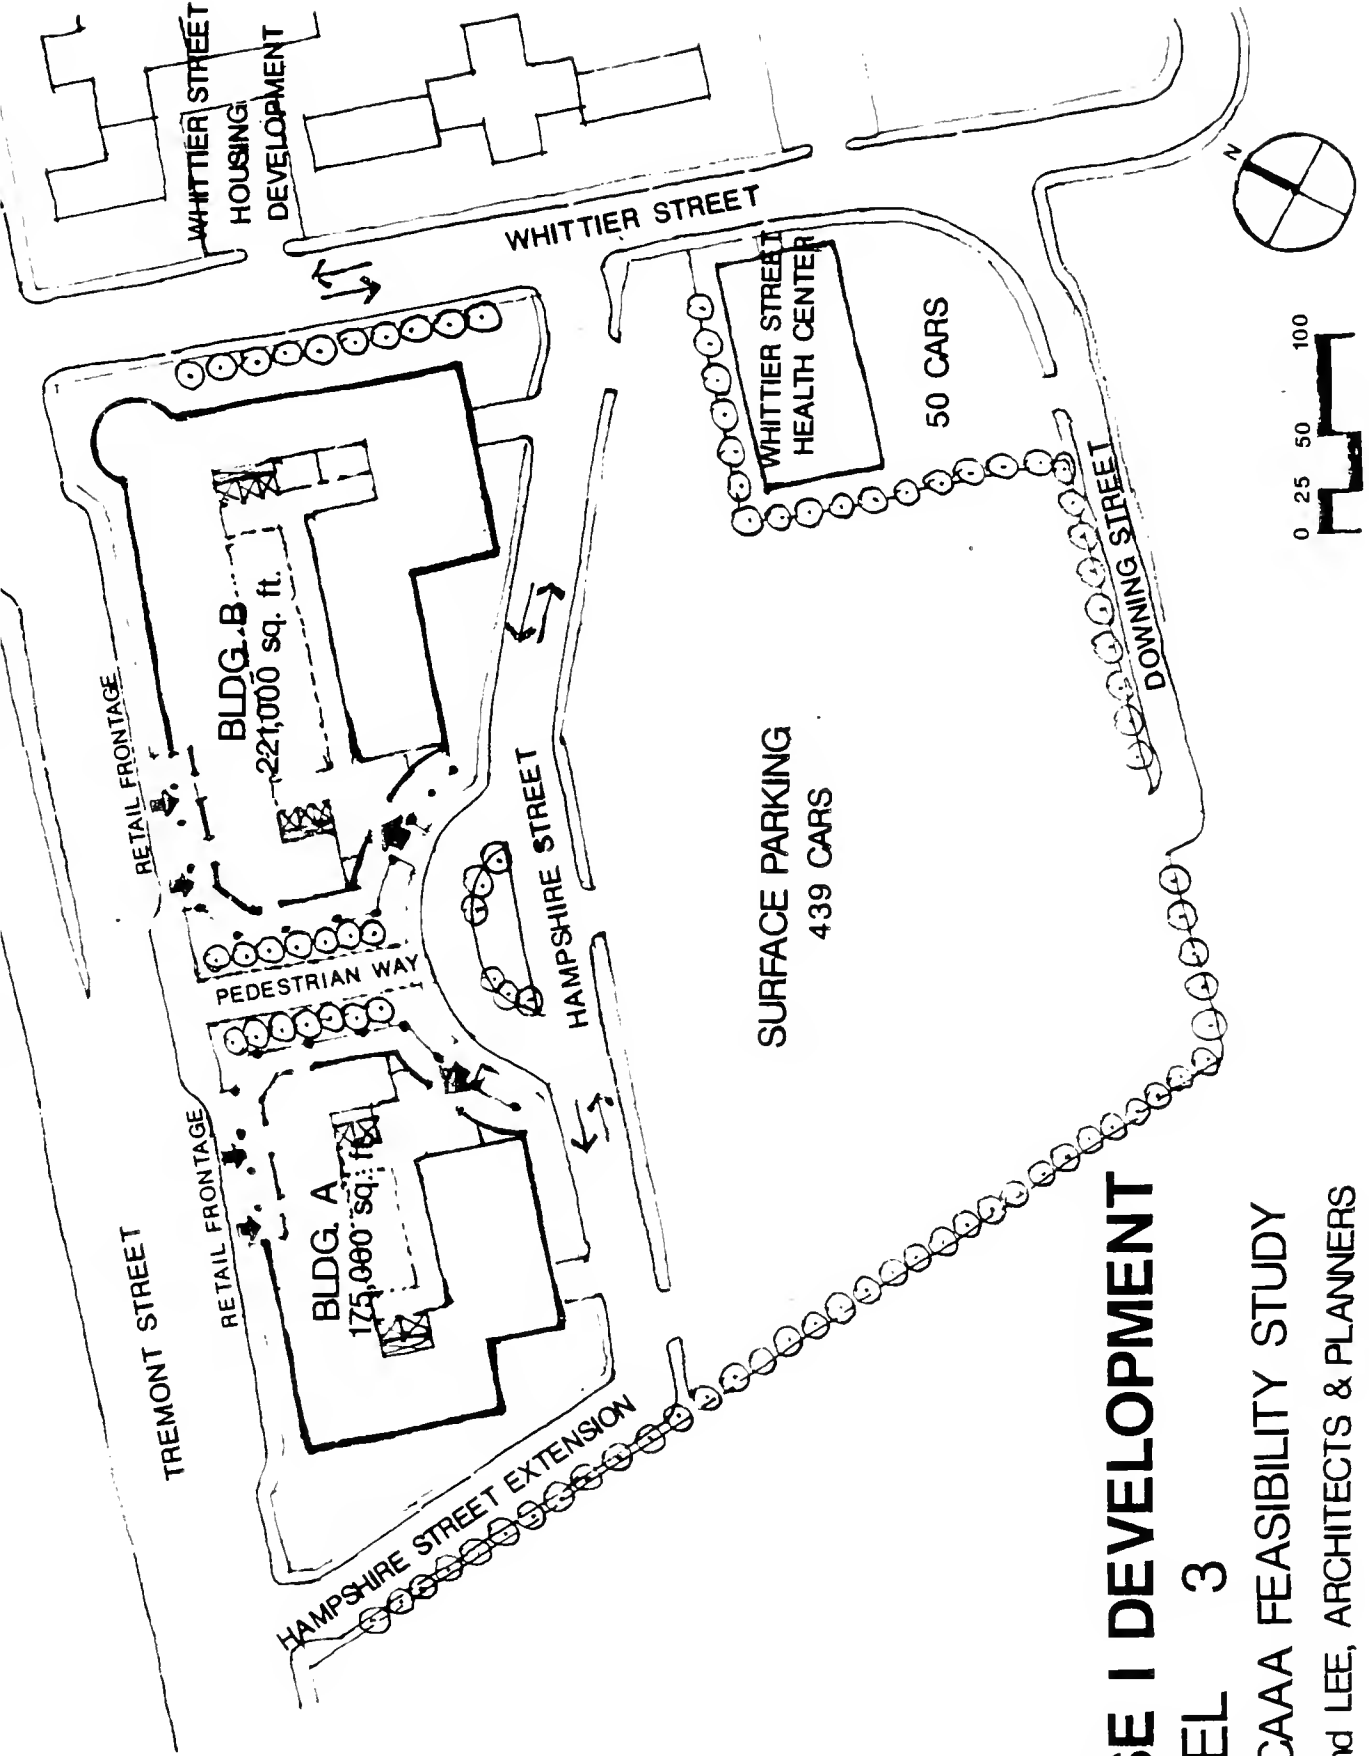 WHITTIER STREET
HOUSING
DEVELOPMENT
WHITTIER STREET
WHITTIER STREET
HEALTH CENTER
50 CARS
N
0 25 50 100
DOWNING STREET
RETAIL FRONTAGE
BLDG. B
221,000 sq. ft.
HAMPSHIRE STREET
PEDESTRIAN WAY
SURFACE PARKING
439 CARS
TREMONT STREET
RETAIL FRONTAGE
BLDG. A
175,000 sq. ft.
HAMPSHIRE STREET EXTENSION
I DEVELOPMENT
3
CAAA FEASIBILITY STUDY
LEE, ARCHITECTS & PLANNERS